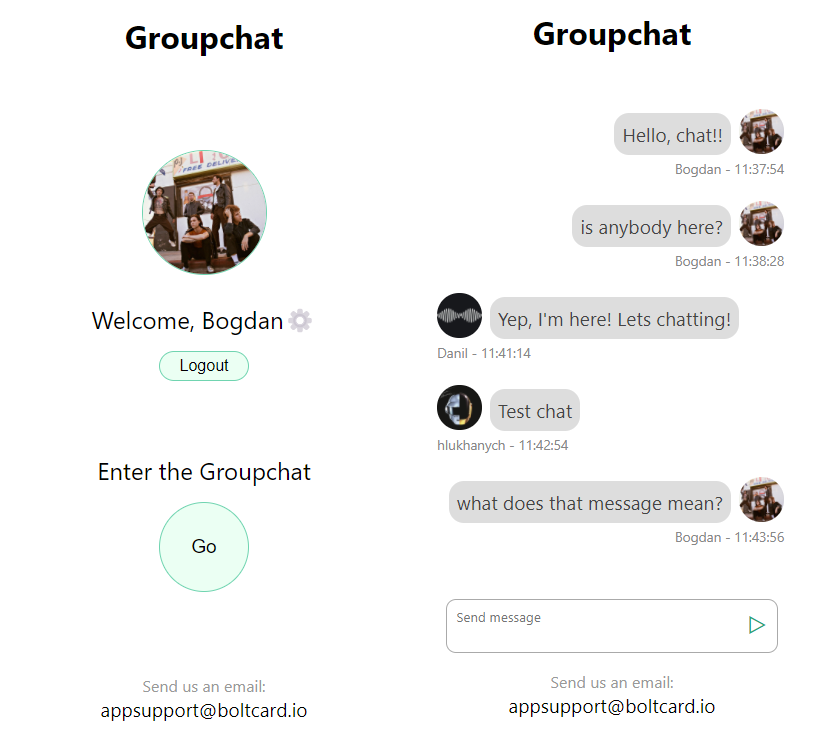 Groupchat
FREE DELIVE
Welcome, Bogdan
Logout
Enter the Groupchat
Go
Send us an email:
appsupport@boltcard.io
Groupchat
Hello, chat!!
Bogdan - 11:37:54
is anybody here?
Bogdan - 11:38:28
Yep, I'm here! Lets chatting!
Danil - 11:41:14
Test chat
hlukhanych - 11:42:54
what does that message mean?
Bogdan - 11:43:56
Send message
Send us an email:
appsupport@boltcard.io